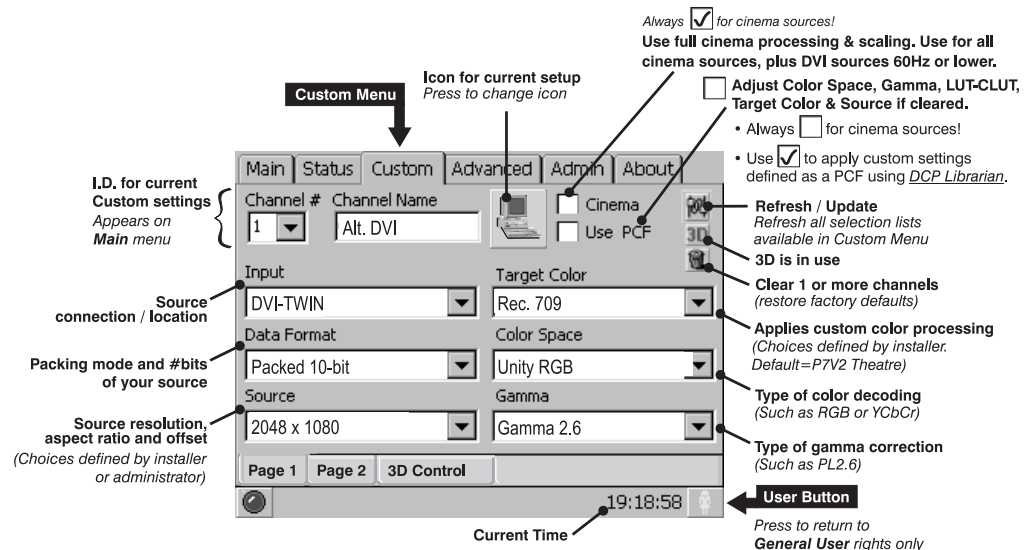 Always ☑ for cinema sources!
Use full cinema processing & scaling. Use for all
cinema sources, plus DVI sources 60Hz or lower.
Icon for current setup
Press to change icon
Custom Menu
Adjust Color Space, Gamma, LUT-CLUT,
Target Color & Source if cleared.
• Always ☐ for cinema sources!
• Use ☑ to apply custom settings
defined as a PCF using DCP Librarian.
I.D. for current
Custom settings
Appears on
Main menu
Main Status Custom Advanced Admin About
Channel # Channel Name
1 Alt. DVI
Cinema
Use PCF
3D
Refresh / Update
Refresh all selection lists
available in Custom Menu
3D is in use
Clear 1 or more channels
(restore factory defaults)
Source
connection / location
Input
DVI-TWIN
Target Color
Rec. 709
Applies custom color processing
(Choices defined by installer.
Default=P7V2 Theatre)
Packing mode and #bits
of your source
Data Format
Packed 10-bit
Color Space
Unity RGB
Type of color decoding
(Such as RGB or YCbCr)
Source resolution,
aspect ratio and offset
(Choices defined by installer
or administrator)
Source
2048 x 1080
Gamma
Gamma 2.6
Type of gamma correction
(Such as PL2.6)
Page 1 Page 2 3D Control
19:18:58
Current Time
User Button
Press to return to
General User rights only